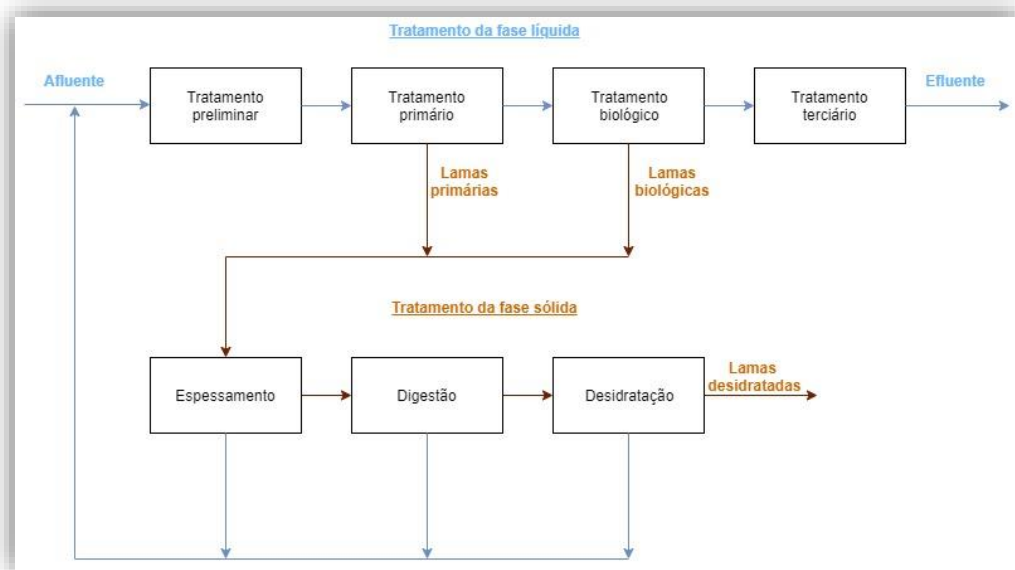 Tratamento da fase líquida
Afluente
Tratamento
preliminar
Tratamento
primário
Tratamento
biológico
Tratamento
terciário
Efluente
Lamas
primárias
Lamas
biológicas
Tratamento da fase sólida
Espessamento
Digestão
Desidratação
Lamas
desidratadas